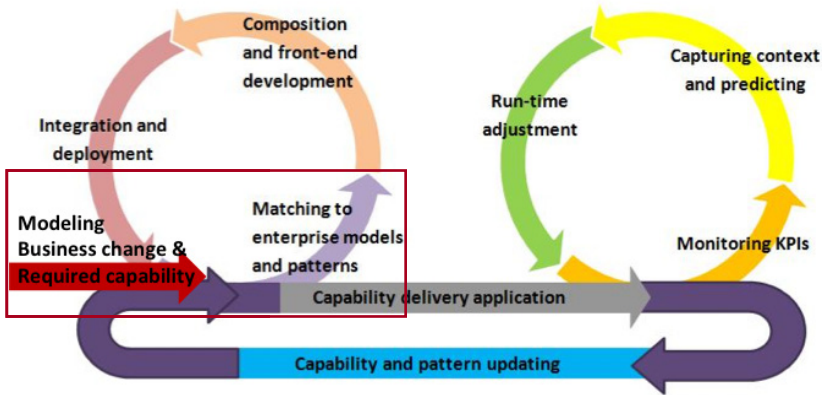 Composition
and front-end
development
Integration and
deployment
Modeling
Business change &
Required capability
Matching to
enterprise models
and patterns
Capturing context
and predicting
Run-time
adjustment
Monitoring KPIs
Capability delivery application
Capability and pattern updating